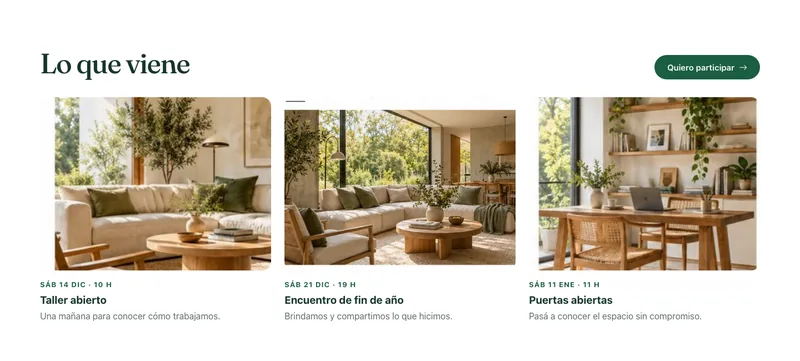 Lo que viene
Quiero participar →
SÁB 14 DIC · 10 H
Taller abierto
Una mañana para conocer cómo trabajamos.
SÁB 21 DIC · 19 H
Encuentro de fin de año
Brindamos y compartimos lo que hicimos.
SÁB 11 ENE · 11 H
Puertas abiertas
Pasá a conocer el espacio sin compromiso.